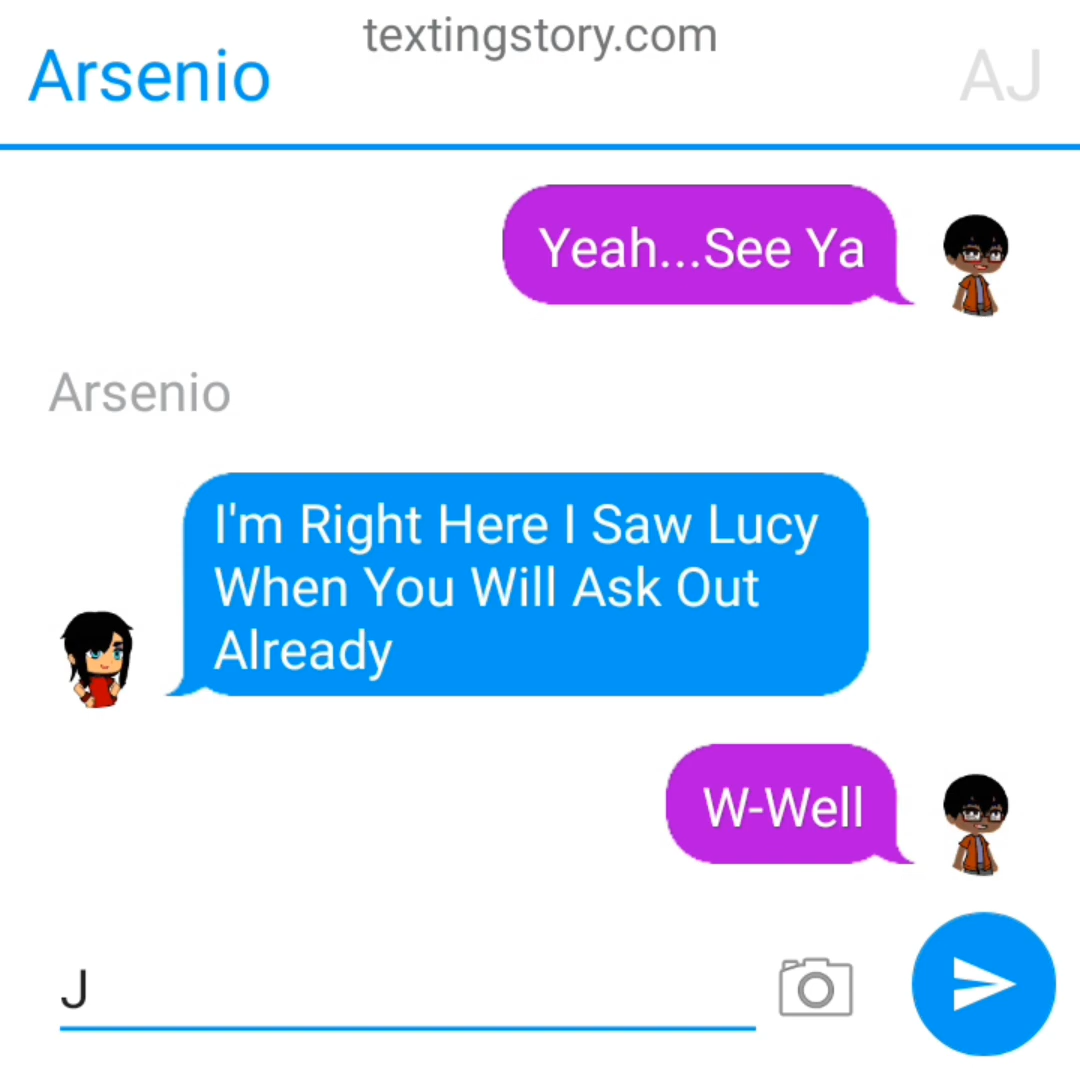 textingstory.com
Arsenio
AJ
Yeah...See Ya
Arsenio
I'm Right Here I Saw Lucy
When You Will Ask Out
Already
W-Well
J